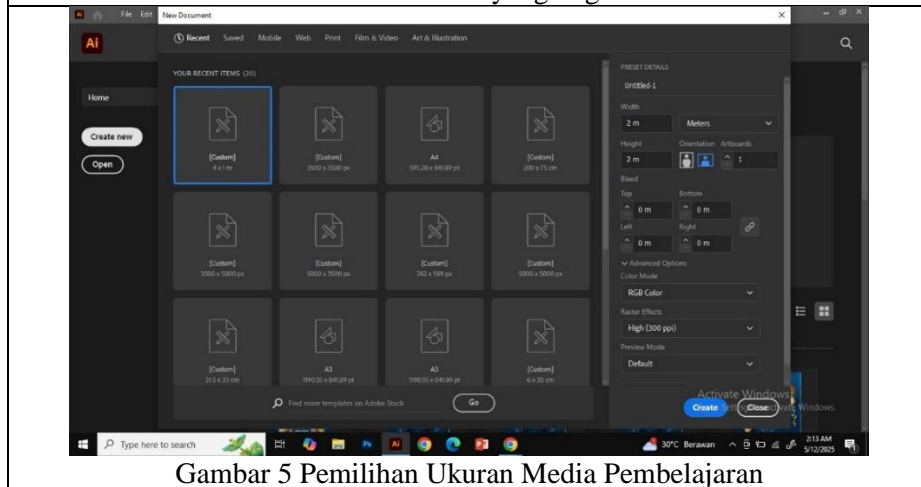 File Edit
New Document
Ai
Recent Saved Mobile Web Print Film & Video Art & Illustration
YOUR RECENT ITEMS (20)
Home
Create new
Open
[Custom]
4 x 1 m
[Custom]
3500 x 3500 px
A4
595,28 x 841,89 pt
[Custom]
200 x 75 cm
[Custom]
3500 x 5000 px
[Custom]
5000 x 3500 px
[Custom]
762 x 589 px
[Custom]
5000 x 5000 px
[Custom]
21.5 x 33 cm
A3
1190.55 x 841.89 pt
A3
1190.55 x 841.89 pt
[Custom]
6 x 20 cm
Find more templates on Adobe Stock
Go
PRESET DETAILS
Untitled-1
Width
2 m Meters
Height Orientation Artboards
2 m 1
Bleed
Top Bottom
0 m 0 m
Left Right
0 m 0 m
Advanced Options
Color Mode
RGB Color
Raster Effects
High (300 ppi)
Preview Mode
Default
Activate Windows
Create Close
Windows.
Type here to search
Ps Ai
30°C Berawan
2:13 AM
5/12/2025
Gambar 5 Pemilihan Ukuran Media Pembelajaran